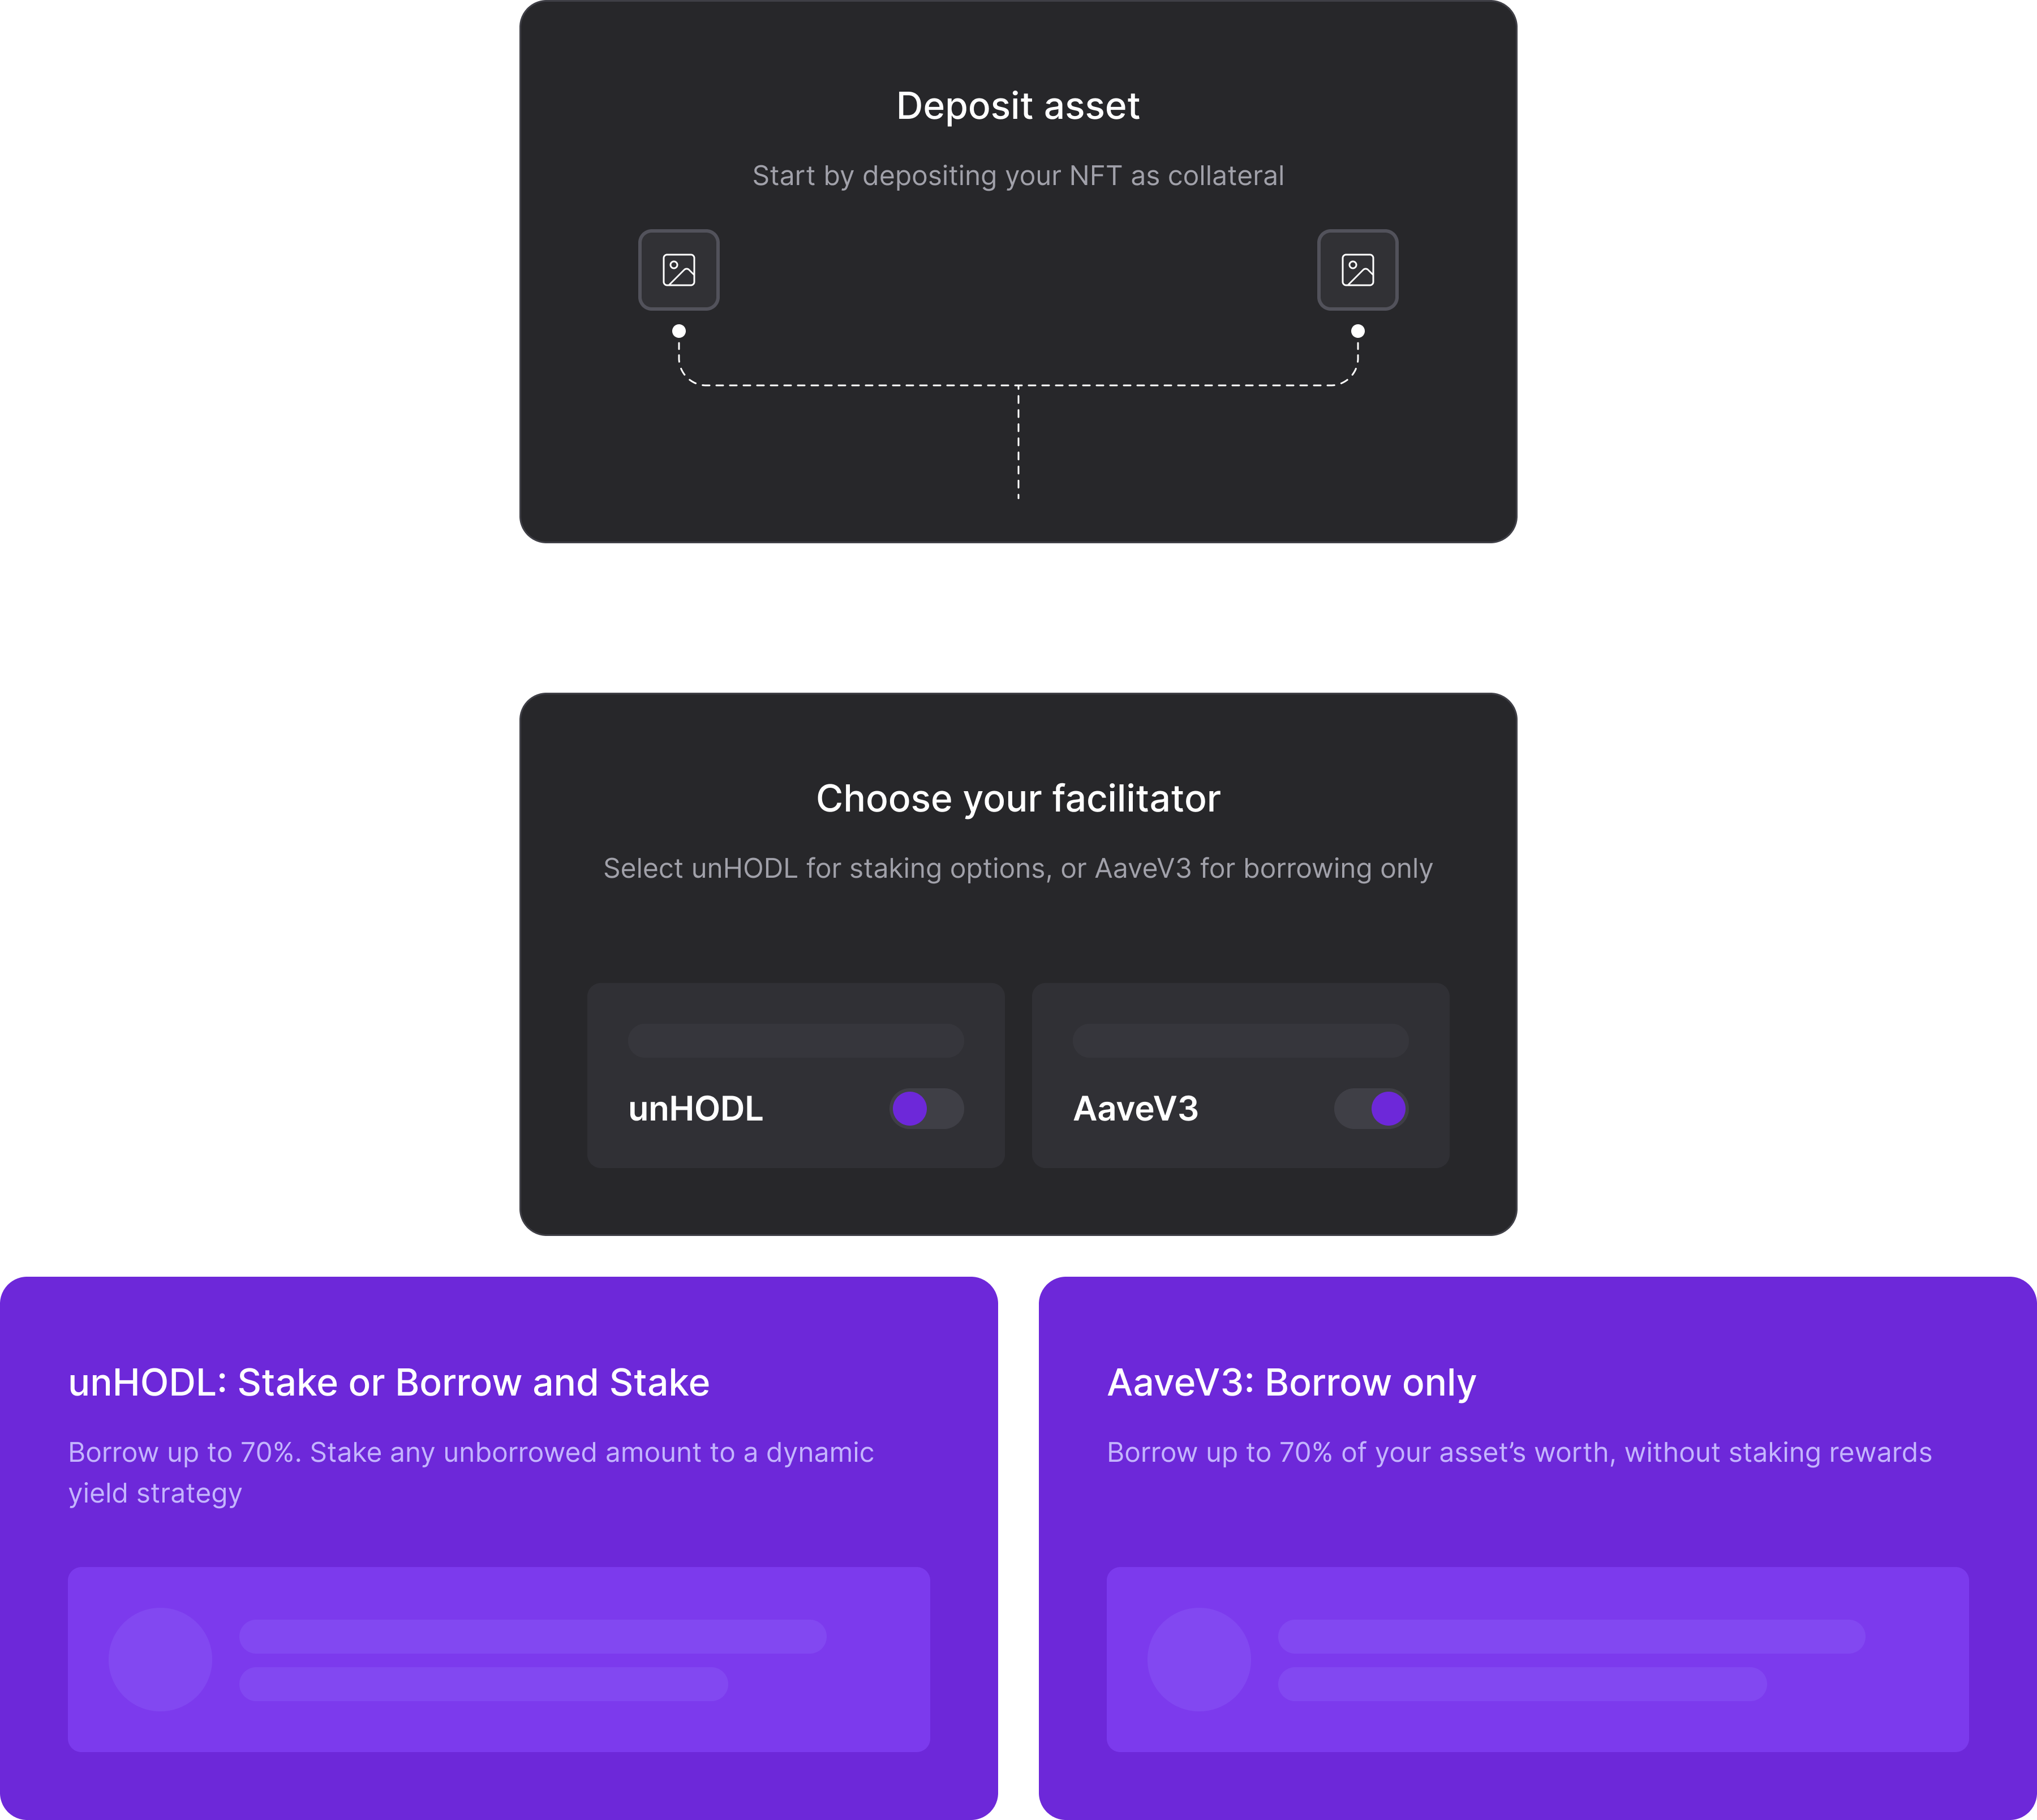 Deposit asset
Start by depositing your NFT as collateral
Choose your facilitator
Select unHODL for staking options, or AaveV3 for borrowing only
unHODL
AaveV3
unHODL: Stake or Borrow and Stake
Borrow up to 70%. Stake any unborrowed amount to a dynamic
yield strategy
AaveV3: Borrow only
Borrow up to 70% of your asset’s worth, without staking rewards